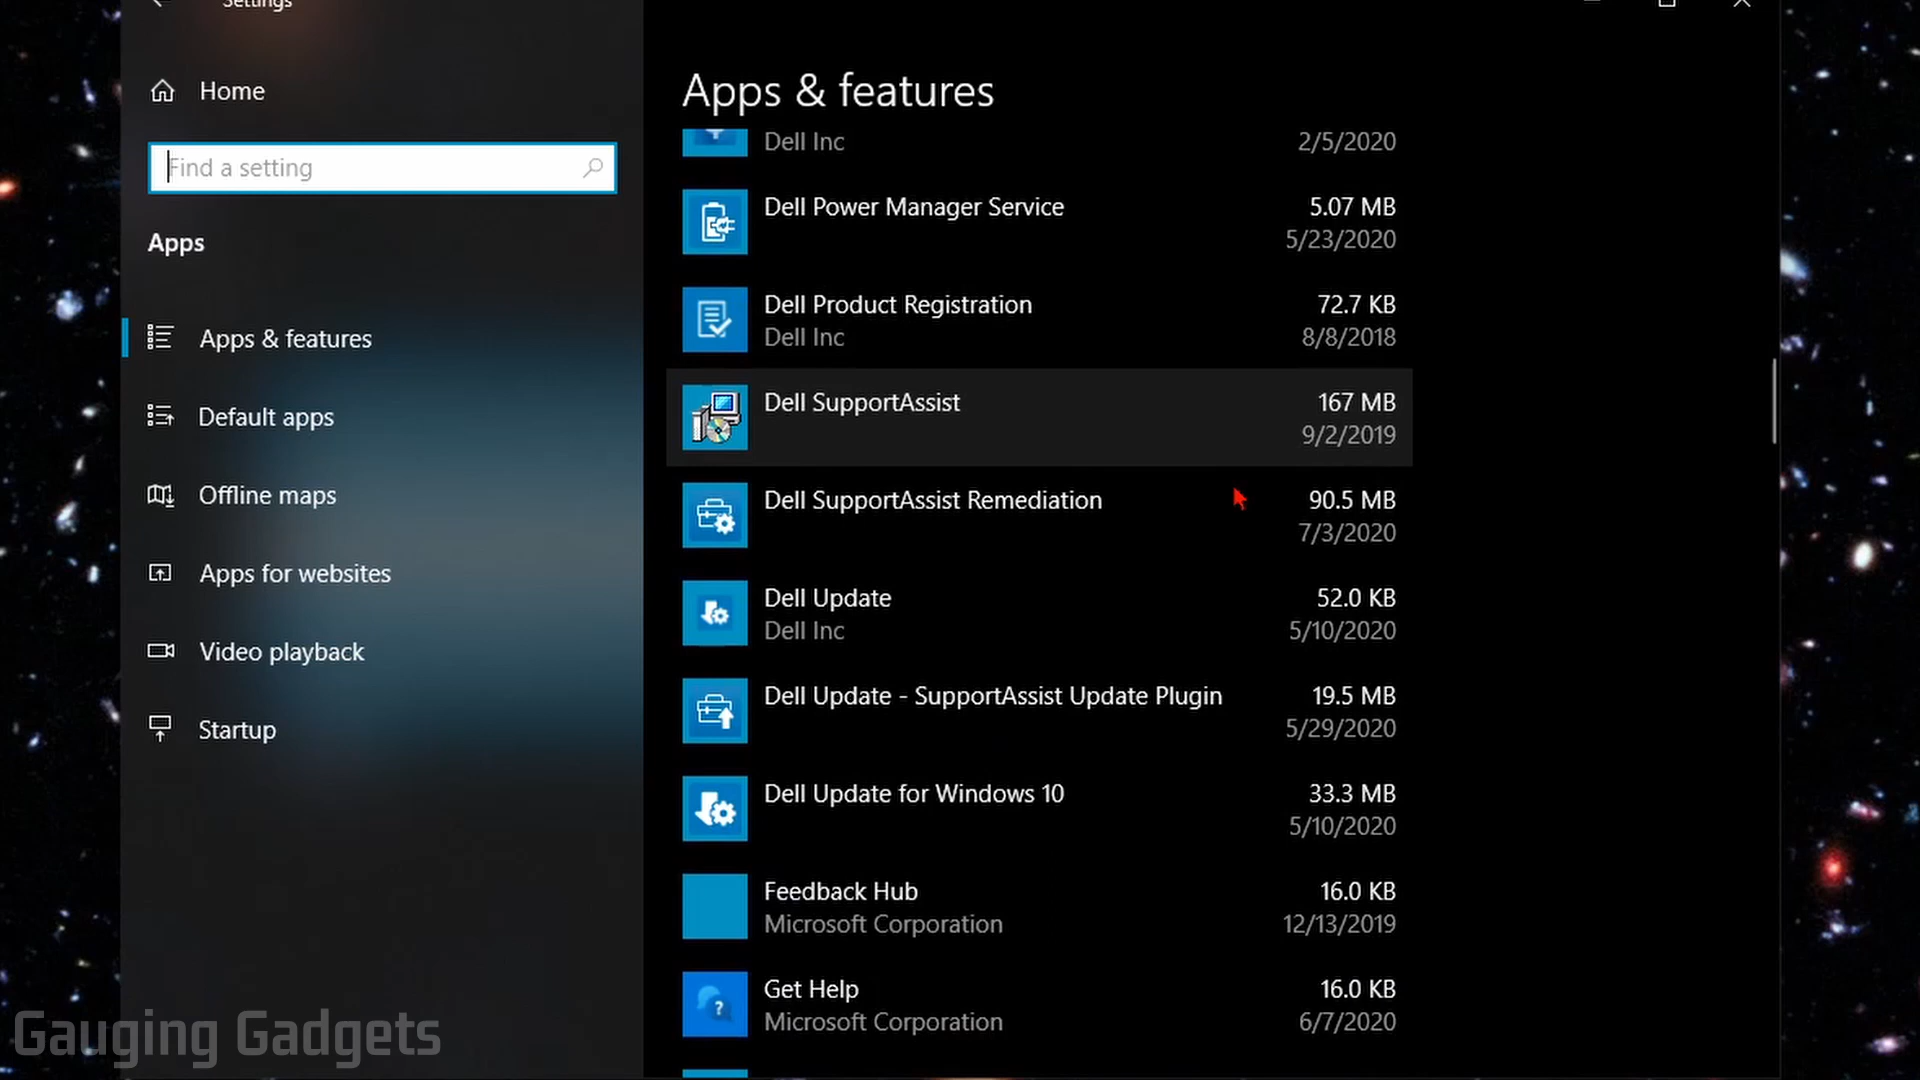 Settings
Home
Find a setting
Apps
Apps & features
Default apps
Offline maps
Apps for websites
Video playback
Startup
Apps & features
Dell Inc 2/5/2020
Dell Power Manager Service 5.07 MB
5/23/2020
Dell Product Registration 72.7 KB
Dell Inc 8/8/2018
Dell SupportAssist 167 MB
9/2/2019
Dell SupportAssist Remediation 90.5 MB
7/3/2020
Dell Update 52.0 KB
Dell Inc 5/10/2020
Dell Update - SupportAssist Update Plugin 19.5 MB
5/29/2020
Dell Update for Windows 10 33.3 MB
5/10/2020
Feedback Hub 16.0 KB
Microsoft Corporation 12/13/2019
Get Help 16.0 KB
Microsoft Corporation 6/7/2020
Gauging Gadgets